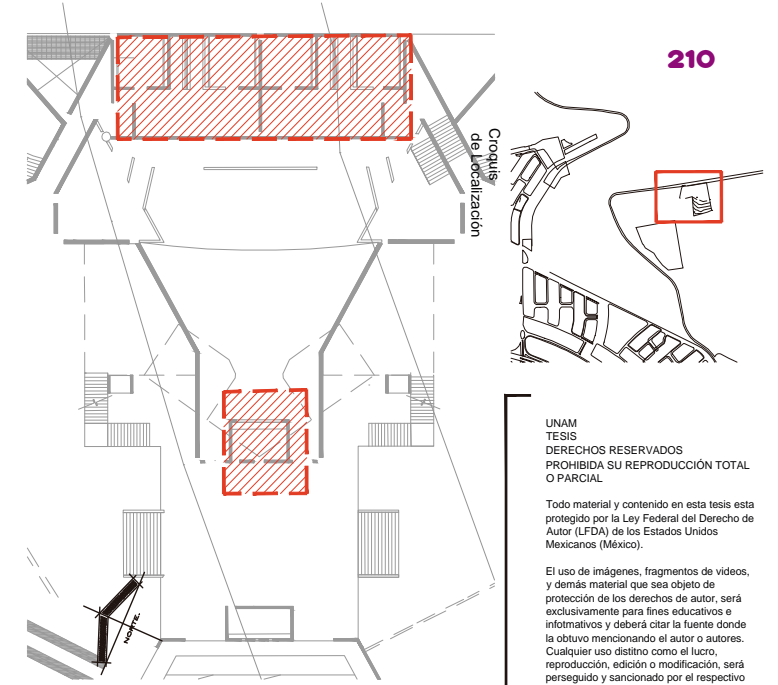 210
Croquis
de Localización
NORTE.
UNAM
TESIS
DERECHOS RESERVADOS
PROHIBIDA SU REPRODUCCIÓN TOTAL
O PARCIAL
Todo material y contenido en esta tesis esta
protegido por la Ley Federal del Derecho de
Autor (LFDA) de los Estados Unidos
Mexicanos (México).
El uso de imágenes, fragmentos de videos,
y demás material que sea objeto de
protección de los derechos de autor, será
exclusivamente para fines educativos e
infotmativos y deberá citar la fuente donde
la obtuvo mencionando el autor o autores.
Cualquier uso distitno como el lucro,
reproducción, edición o modificación, será
perseguido y sancionado por el respectivo